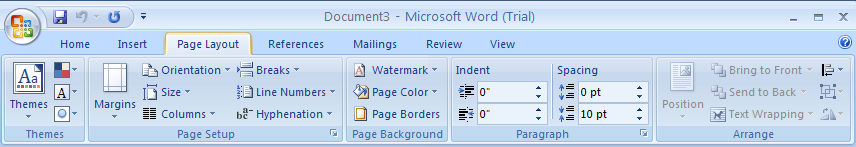 Document3 - Microsoft Word (Trial)
Home Insert Page Layout References Mailings Review View
Aa A Orientation Breaks Watermark Indent Spacing Bring to Front
Themes Margins Size Line Numbers Page Color 0" 0 pt Position Send to Back
Columns Hyphenation Page Borders 0" 10 pt Text Wrapping
Themes Page Setup Page Background Paragraph Arrange